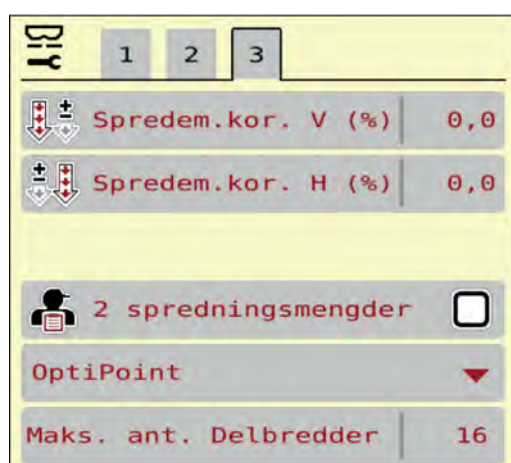 1 2 3
Spredem.kor. V (%) 0,0
Spredem.kor. H (%) 0,0
2 spredningsmengder
OptiPoint
Maks. ant. Delbredder 16